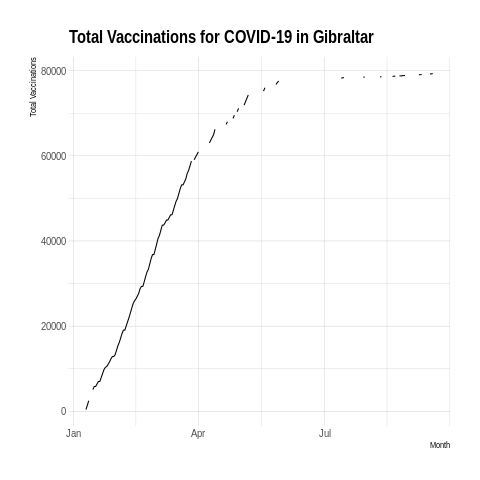 Total Vaccinations for COVID-19 in Gibraltar
Total Vaccinations
80000
60000
40000
20000
0
Jan Apr Jul
Month